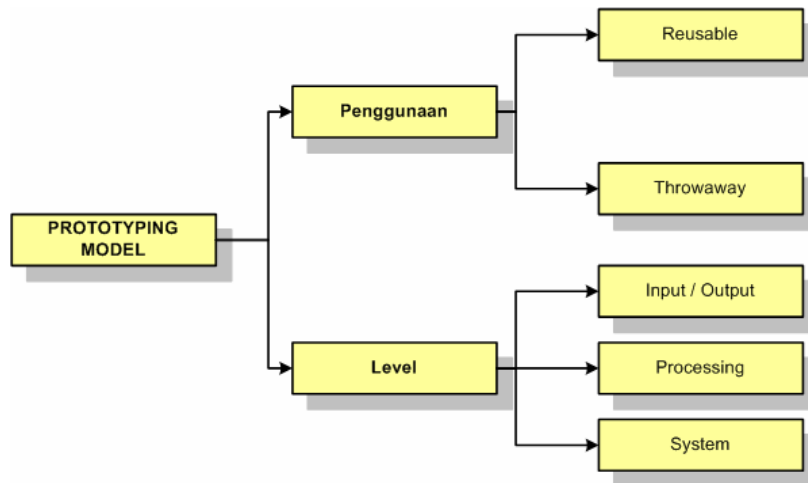 Reusable
Penggunaan
Throwaway
PROTOTYPING
MODEL
Input / Output
Level
Processing
System